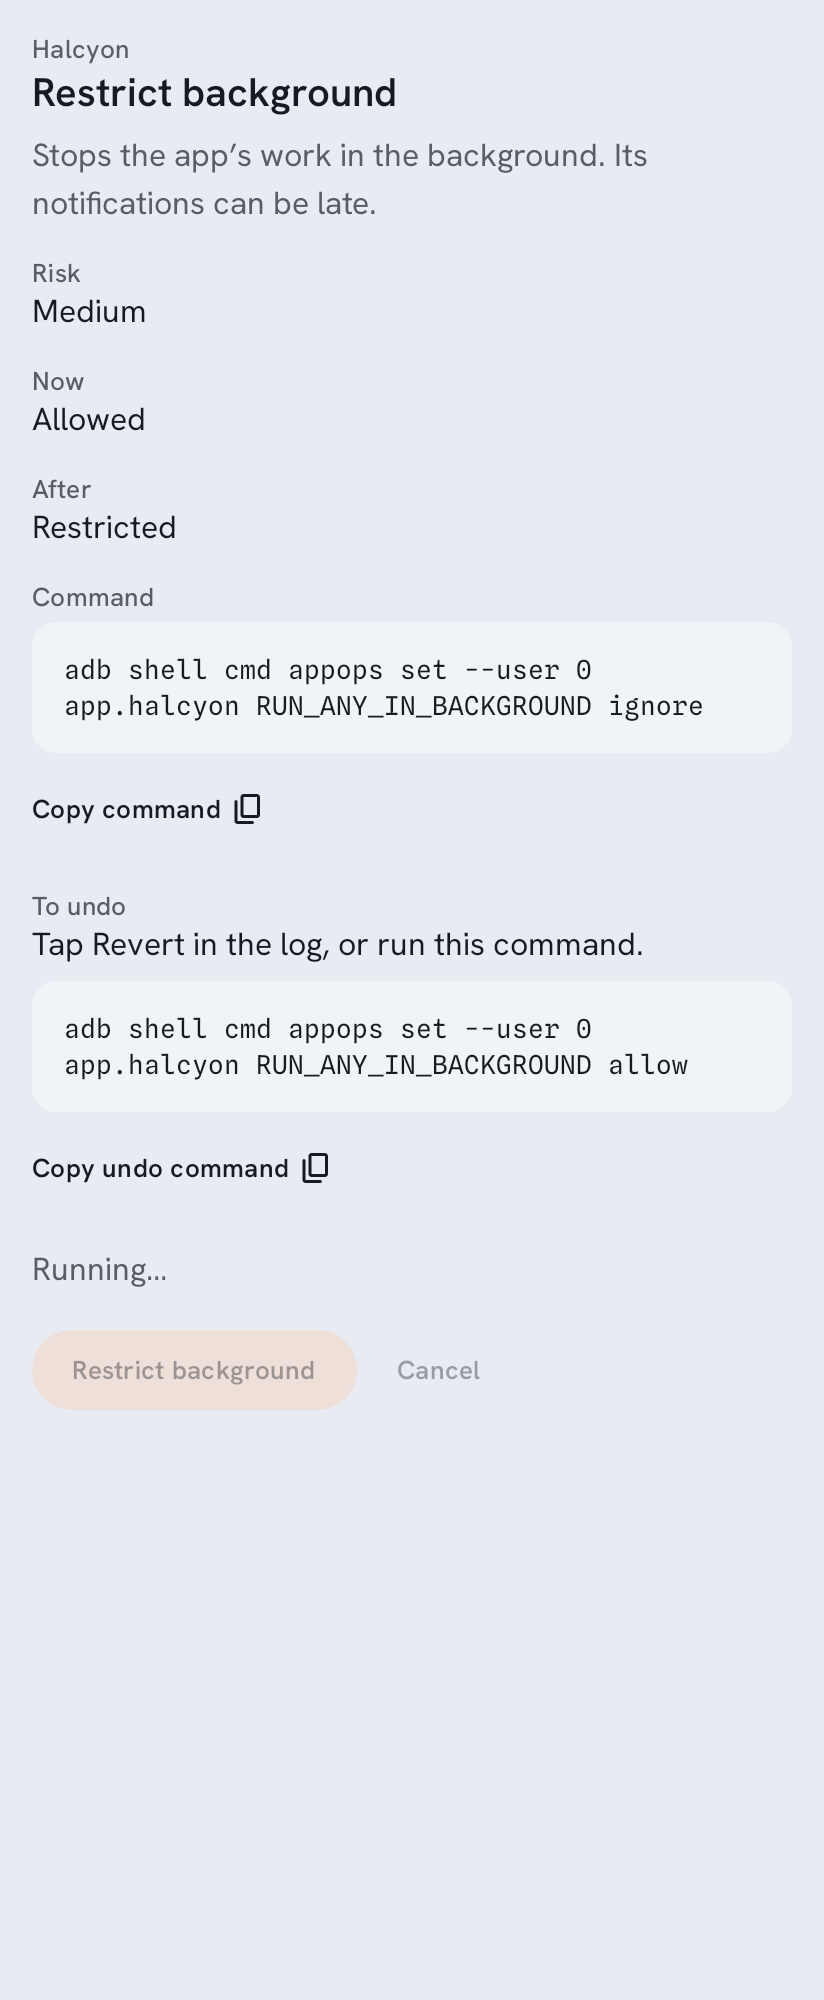 Halcyon
Restrict background
Stops the app’s work in the background. Its
notifications can be late.
Risk
Medium
Now
Allowed
After
Restricted
Command
adb shell cmd appops set --user 0
app.halcyon RUN_ANY_IN_BACKGROUND ignore
Copy command
To undo
Tap Revert in the log, or run this command.
adb shell cmd appops set --user 0
app.halcyon RUN_ANY_IN_BACKGROUND allow
Copy undo command
Running…
Restrict background Cancel